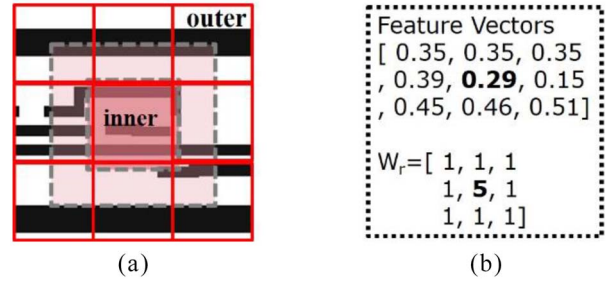 outer
inner
(a)
Feature Vectors
[ 0.35, 0.35, 0.35
, 0.39, 0.29, 0.15
, 0.45, 0.46, 0.51]
Wr=[ 1, 1, 1
1, 5, 1
1, 1, 1]
(b)